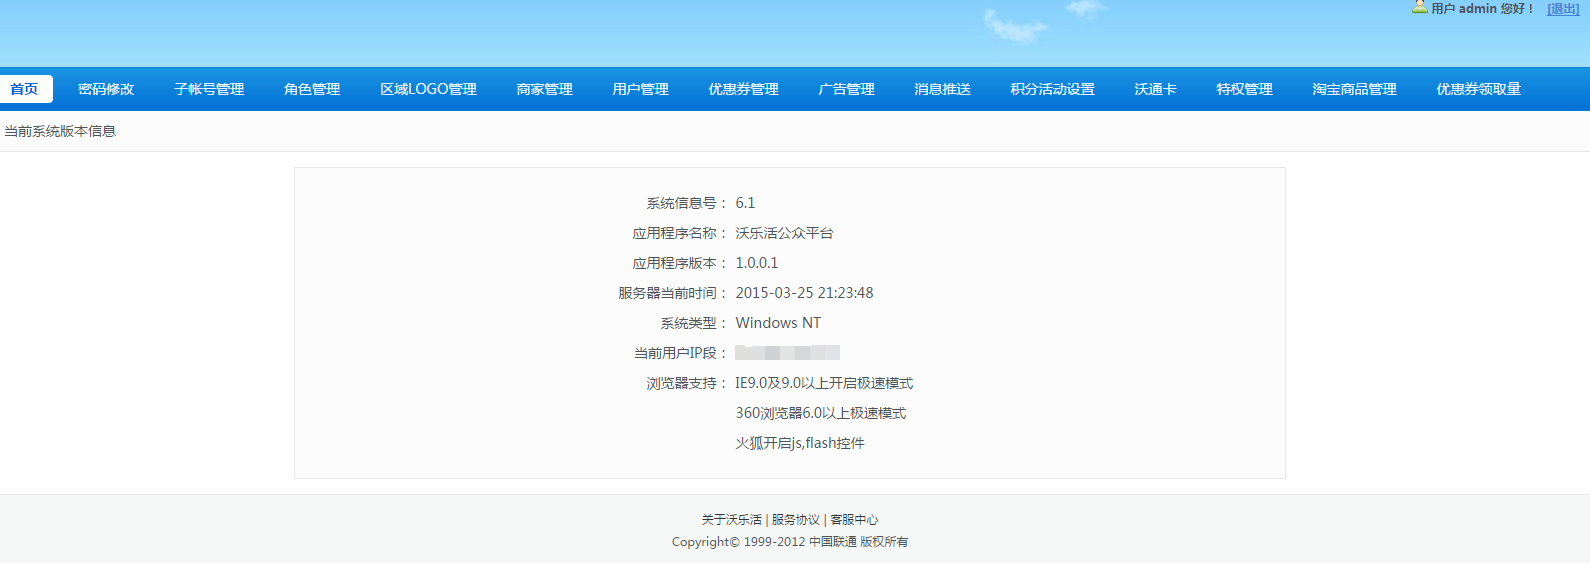 用户 admin 您好！ [退出]
首页 密码修改 子帐号管理 角色管理 区域LOGO管理 商家管理 用户管理 优惠券管理 广告管理 消息推送 积分活动设置 沃通卡 特权管理 淘宝商品管理 优惠券领取量
当前系统版本信息
系统信息号： 6.1
应用程序名称： 沃乐活公众平台
应用程序版本： 1.0.0.1
服务器当前时间： 2015-03-25 21:23:48
系统类型： Windows NT
当前用户IP段：
浏览器支持： IE9.0及9.0以上开启极速模式
360浏览器6.0以上极速模式
火狐开启js,flash控件
关于沃乐活 | 服务协议 | 客服中心
Copyright© 1999-2012 中国联通 版权所有